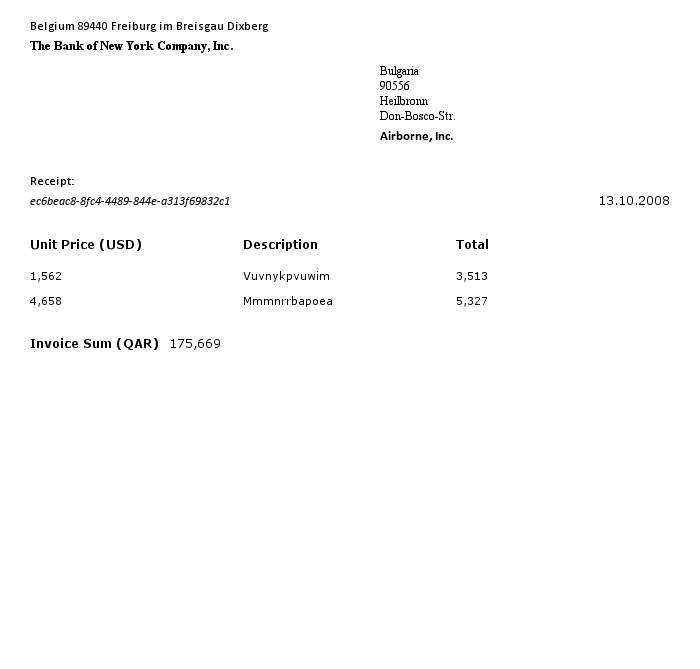 Belgium 89440 Freiburg im Breisgau Dixberg
The Bank of New York Company, Inc.
Bulgaria
90556
Heilbronn
Don-Bosco-Str.
Airborne, Inc.
Receipt:
ec6beac8-8fc4-4489-844e-a313f69832c1 13.10.2008
Unit Price (USD) Description Total
1,562 Vuvnykpvuwim 3,513
4,658 Mmmnrrbapoea 5,327
Invoice Sum (QAR) 175,669